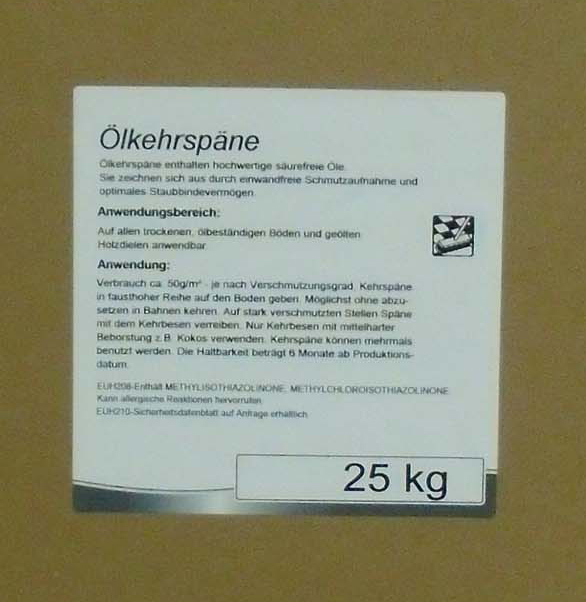 Ölkehrspäne
Ölkehrspäne enthalten hochwertige säurefreie Öle.
Sie zeichnen sich aus durch einwandfreie Schmutzaufnahme und
optimales Staubbindevermögen.
Anwendungsbereich:
Auf allen trockenen, ölbeständigen Böden und geölten
Holzdielen anwendbar.
Anwendung:
Verbrauch ca. 50g/m² - je nach Verschmutzungsgrad. Kehrspäne
in fausthoher Reihe auf den Boden geben. Möglichst ohne abzu-
setzen in Bahnen kehren. Auf stark verschmutzten Stellen Späne
mit dem Kehrbesen verreiben. Nur Kehrbesen mit mittelharter
Beborstung z.B. Kokos verwenden. Kehrspäne können mehrmals
benutzt werden. Die Haltbarkeit beträgt 6 Monate ab Produktions-
datum.
EUH208-Enthält METHYLISOTHIAZOLINONE, METHYLCHLOROISOTHIAZOLINONE.
Kann allergische Reaktionen hervorrufen.
EUH210-Sicherheitsdatenblatt auf Anfrage erhältlich.
25 kg